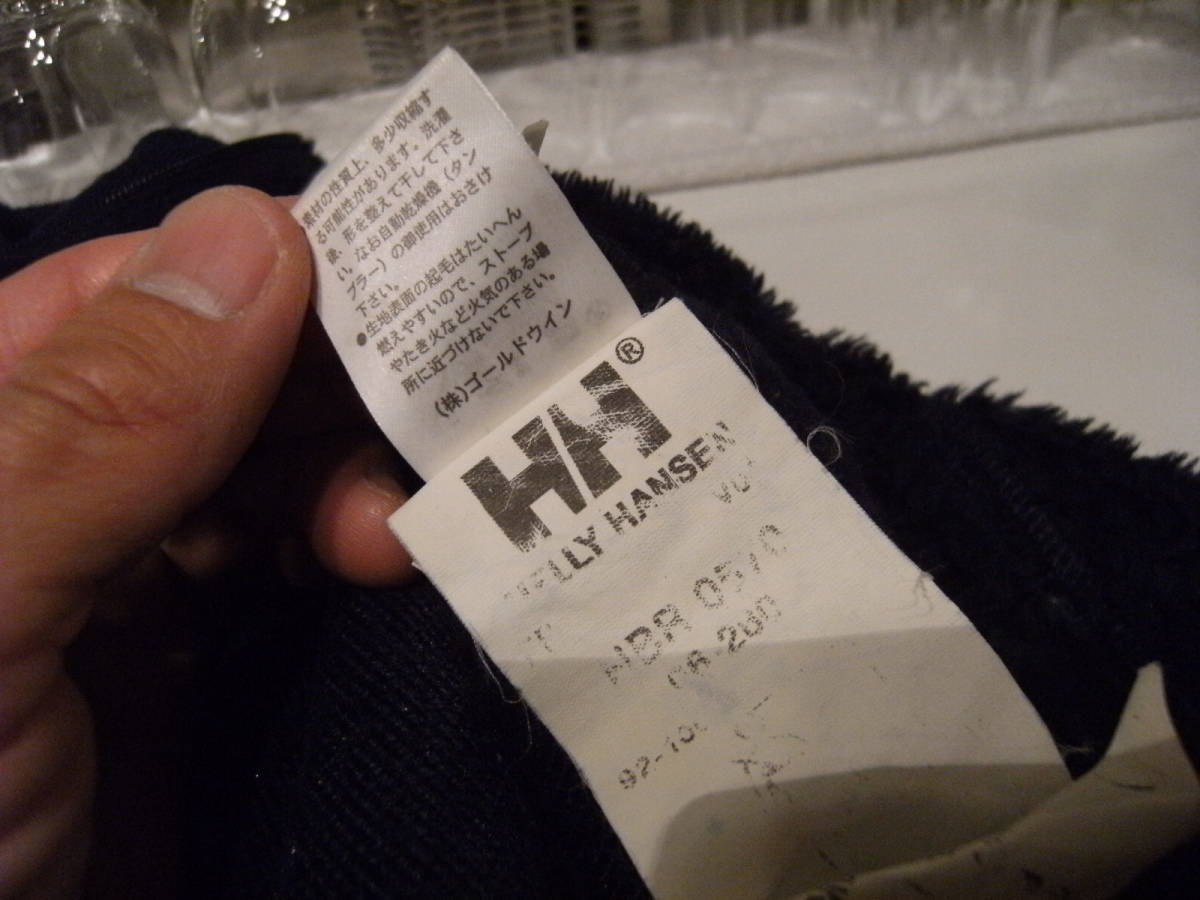 素材の性質上、多少収縮す
る可能性があります。洗濯
後、形を整えて干して下さ
い。なお自動乾燥機（タン
ブラー）の御使用はおさけ
下さい。
●生地表面の起毛はたいへん
燃えやすいので、ストーブ
やたき火など火気のある場
所に近づけないで下さい。
(株)ゴールドウイン
HH®
HELLY HANSEN
06-200